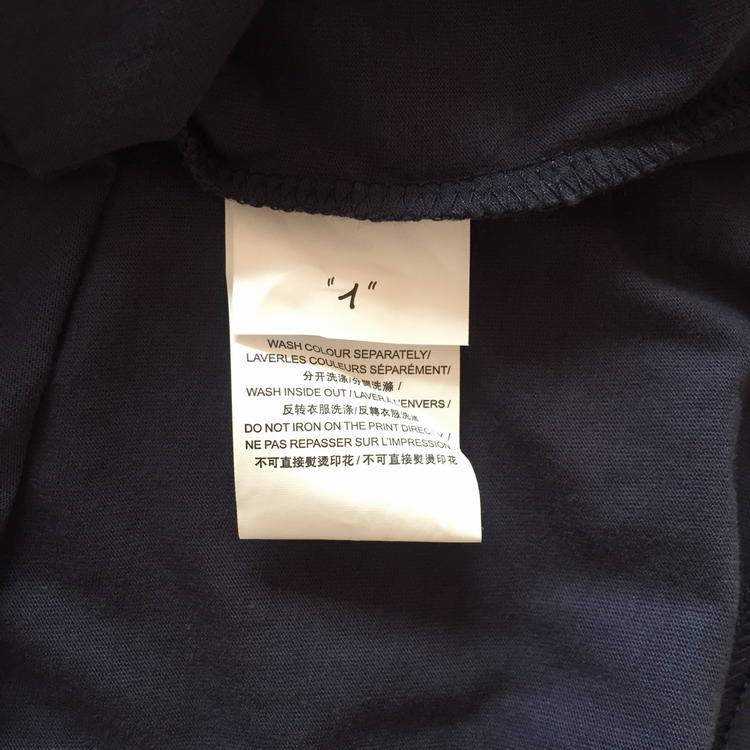 "1"
WASH COLOUR SEPARATELY/
LAVERLES COULEURS SÉPARÉMENT/
分开洗涤/分開洗滌 /
WASH INSIDE OUT / LAVER À L'ENVERS /
反转衣服洗涤/反轉衣服洗滌
DO NOT IRON ON THE PRINT DIRECTLY /
NE PAS REPASSER SUR L'IMPRESSION
不可直接熨烫印花 / 不可直接熨燙印花